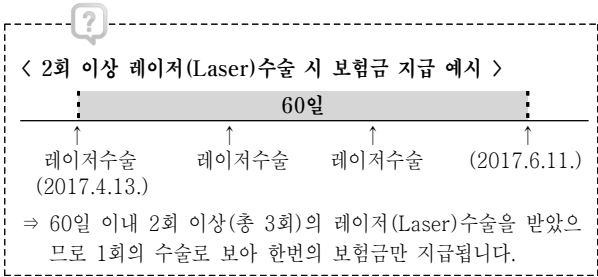 ?
< 2회 이상 레이저(Laser)수술 시 보험금 지급 예시 >
60일
↑ ↑ ↑ ↑
레이저수술 레이저수술 레이저수술 (2017.6.11.)
(2017.4.13.)
⇒ 60일 이내 2회 이상(총 3회)의 레이저(Laser)수술을 받았으
므로 1회의 수술로 보아 한번의 보험금만 지급됩니다.